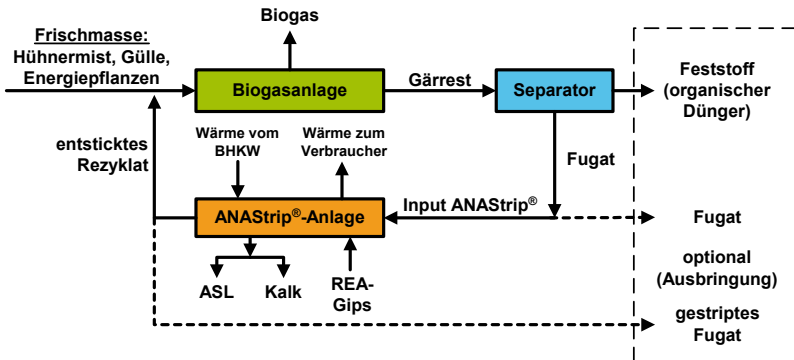 Frischmasse:
Hühnermist, Gülle,
Energiepflanzen
Biogas
Biogasanlage
Gärrest
Separator
Feststoff
(organischer
Dünger)
entsticktes
Rezyklat
Wärme vom
BHKW
Wärme zum
Verbraucher
Fugat
ANAStrip®-Anlage
Input ANAStrip®
Fugat
optional
(Ausbringung)
ASL
Kalk
REA-
Gips
gestriptes
Fugat